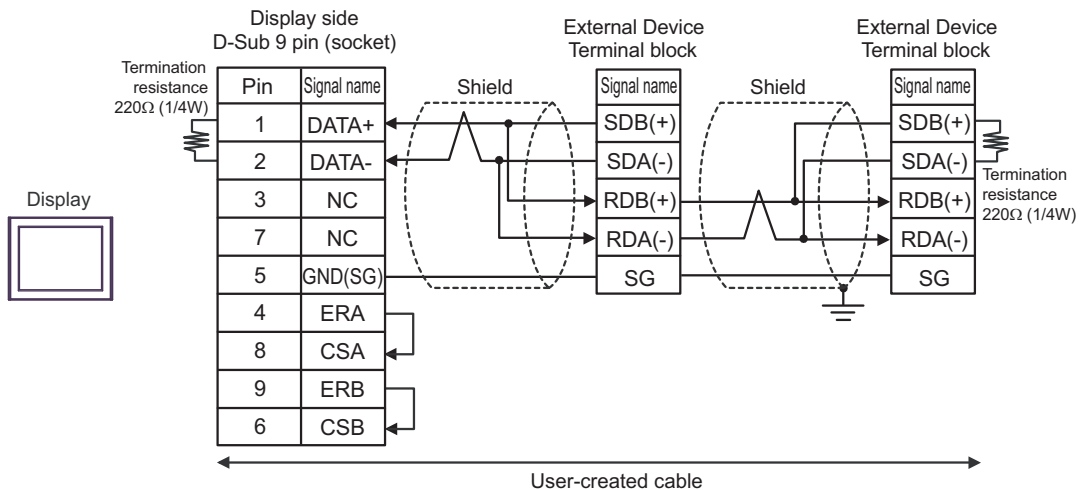 Display side
D-Sub 9 pin (socket)
External Device
Terminal block
External Device
Terminal block
Termination
resistance
220Ω (1/4W)
Pin Signal name
1 DATA+
2 DATA-
3 NC
7 NC
5 GND(SG)
4 ERA
8 CSA
9 ERB
6 CSB
Shield
Signal name
SDB(+)
SDA(-)
RDB(+)
RDA(-)
SG
Shield
Signal name
SDB(+)
SDA(-)
RDB(+)
RDA(-)
SG
Termination
resistance
220Ω (1/4W)
Display
User-created cable